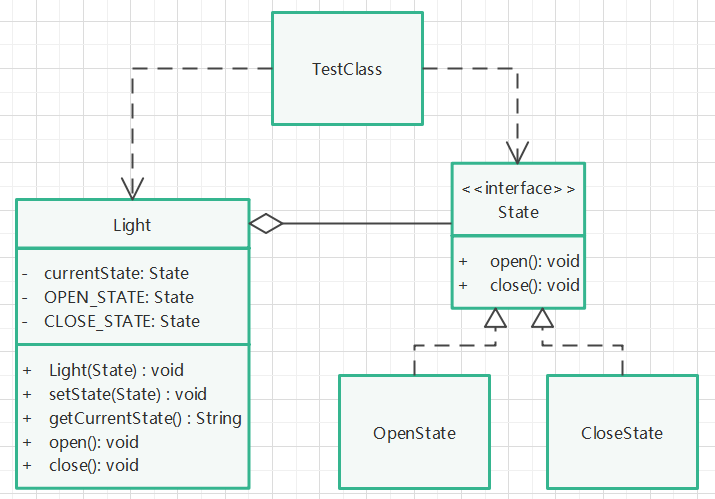 TestClass
Light
- currentState: State
- OPEN_STATE: State
- CLOSE_STATE: State
+ Light(State) : void
+ setState(State) : void
+ getCurrentState() : String
+ open(): void
+ close(): void
<<interface>>
State
+ open(): void
+ close(): void
OpenState
CloseState